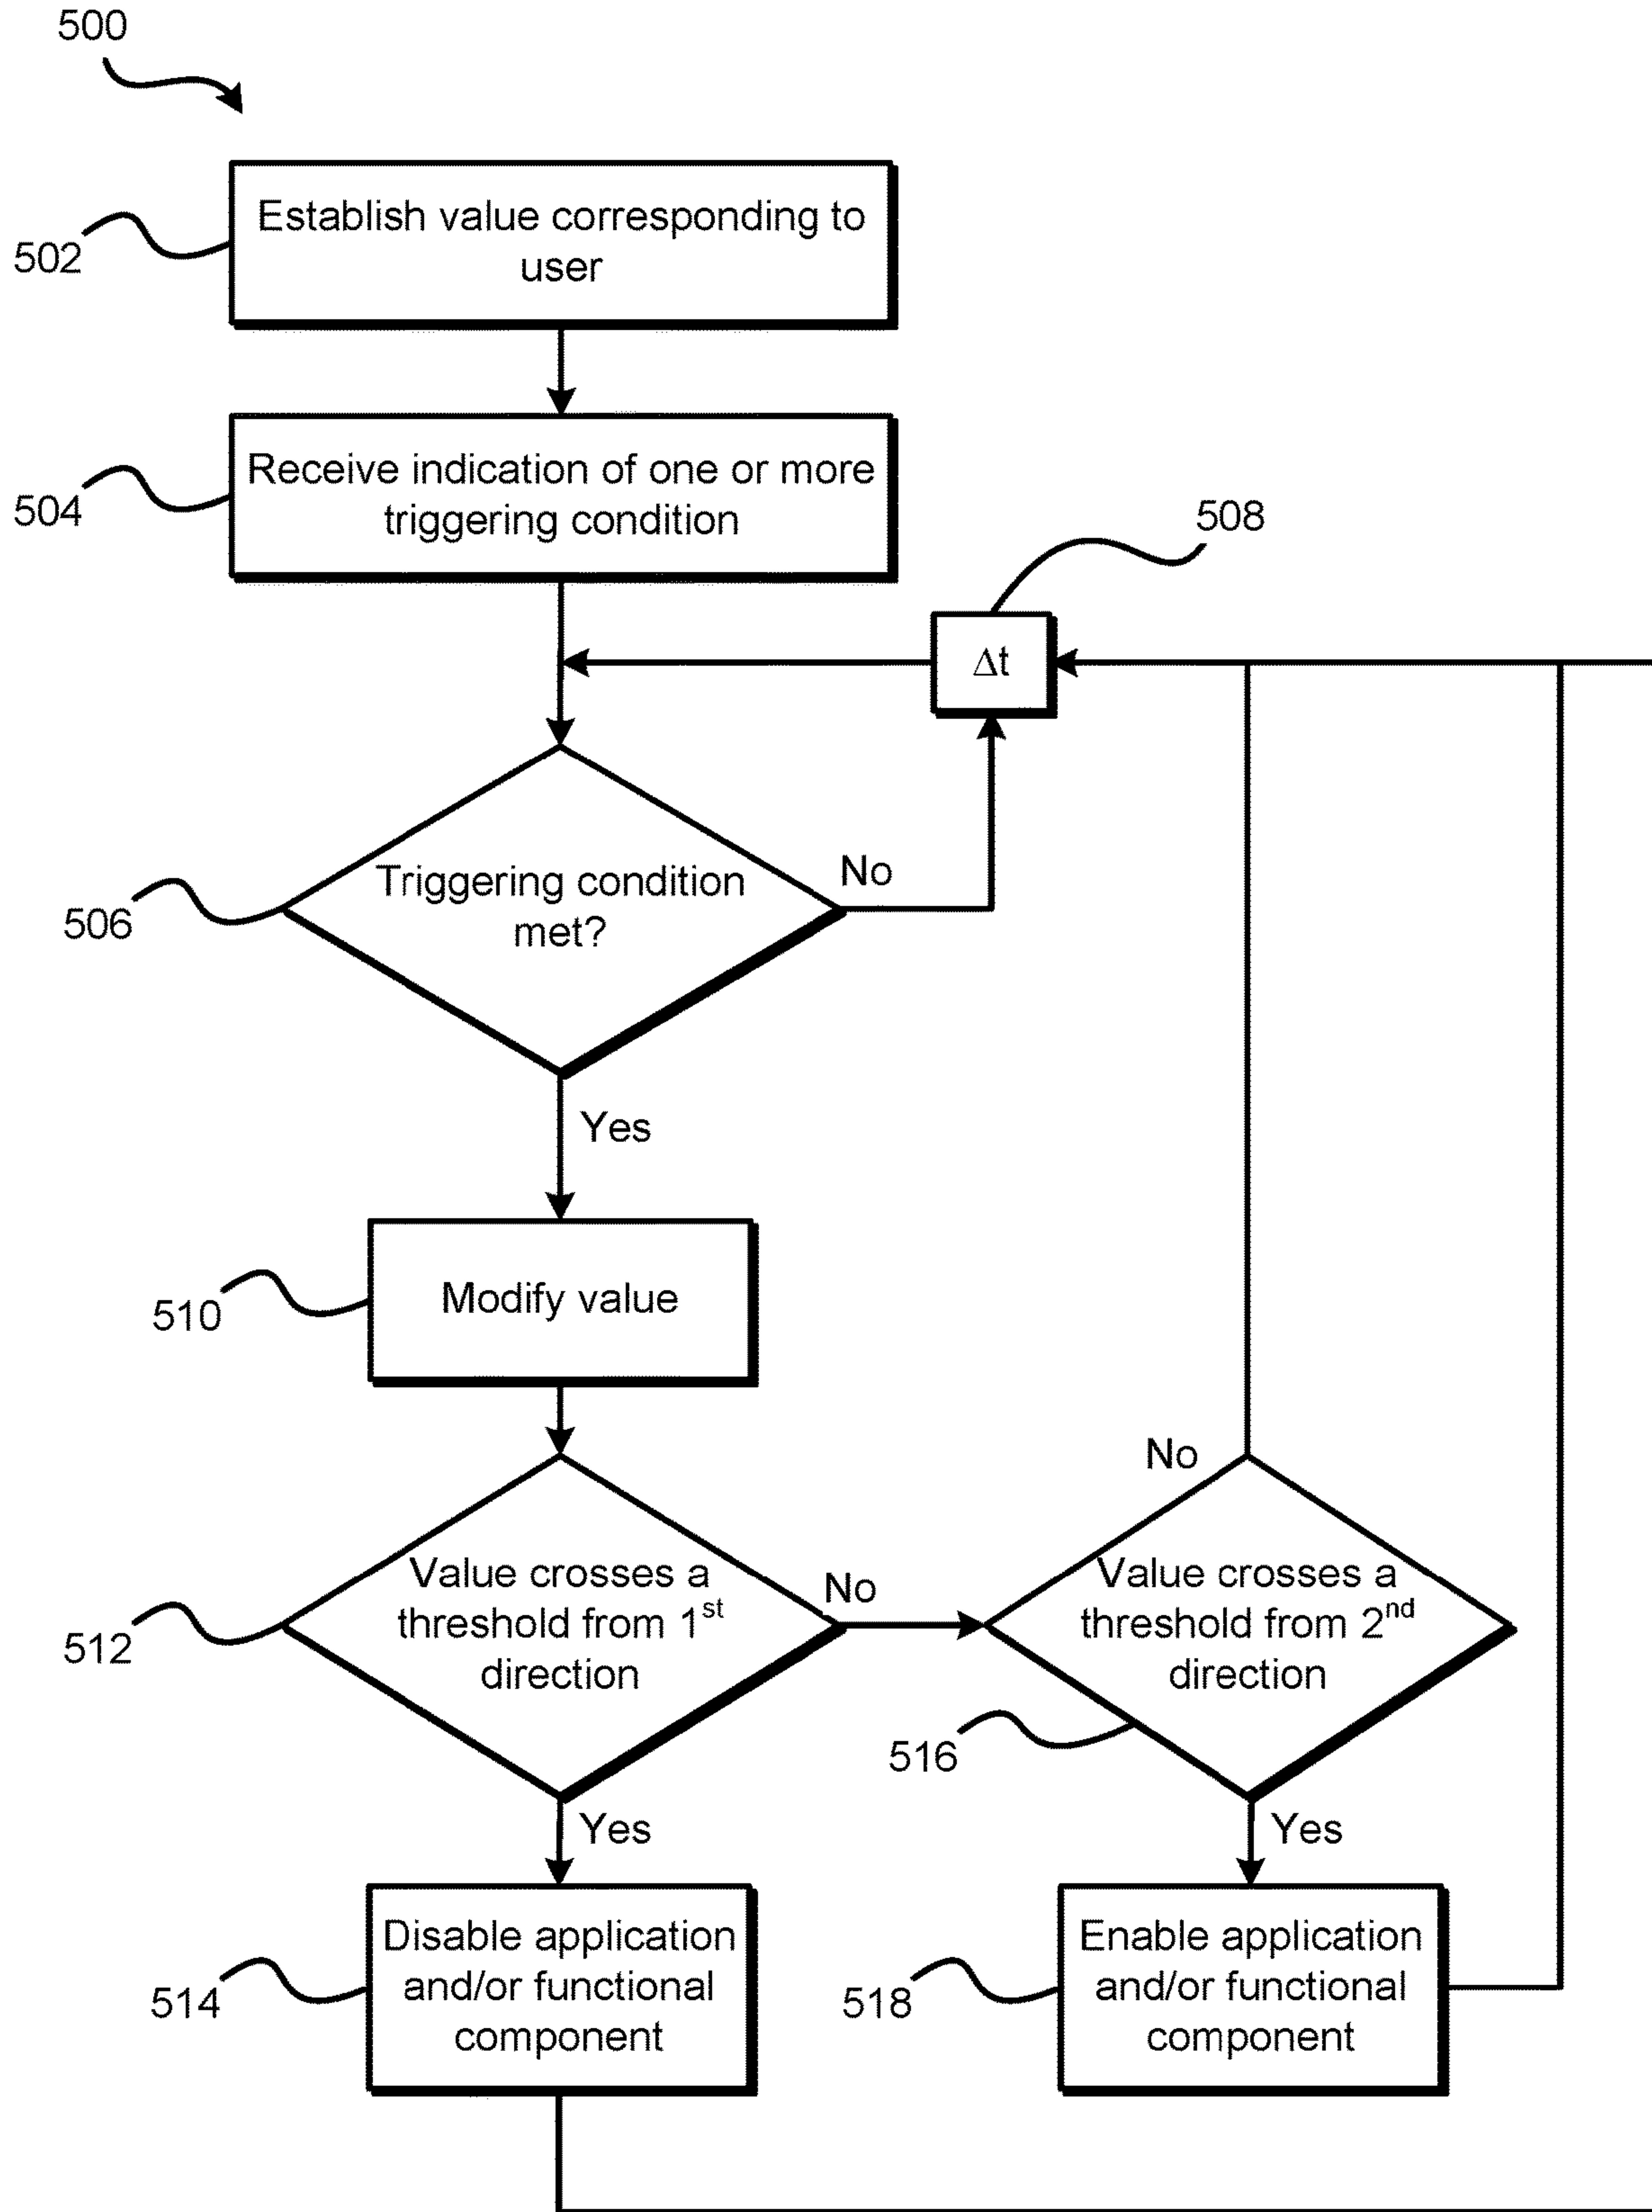 500
Establish value corresponding to
user
502
Receive indication of one or more
triggering condition
504
508
Δt
Triggering condition
met?
No
506
Yes
Modify value
510
Value crosses a
threshold from 1st
direction
No
512
No
Value crosses a
threshold from 2nd
direction
516
Yes
Yes
Disable application
and/or functional
component
514
Enable application
and/or functional
component
518